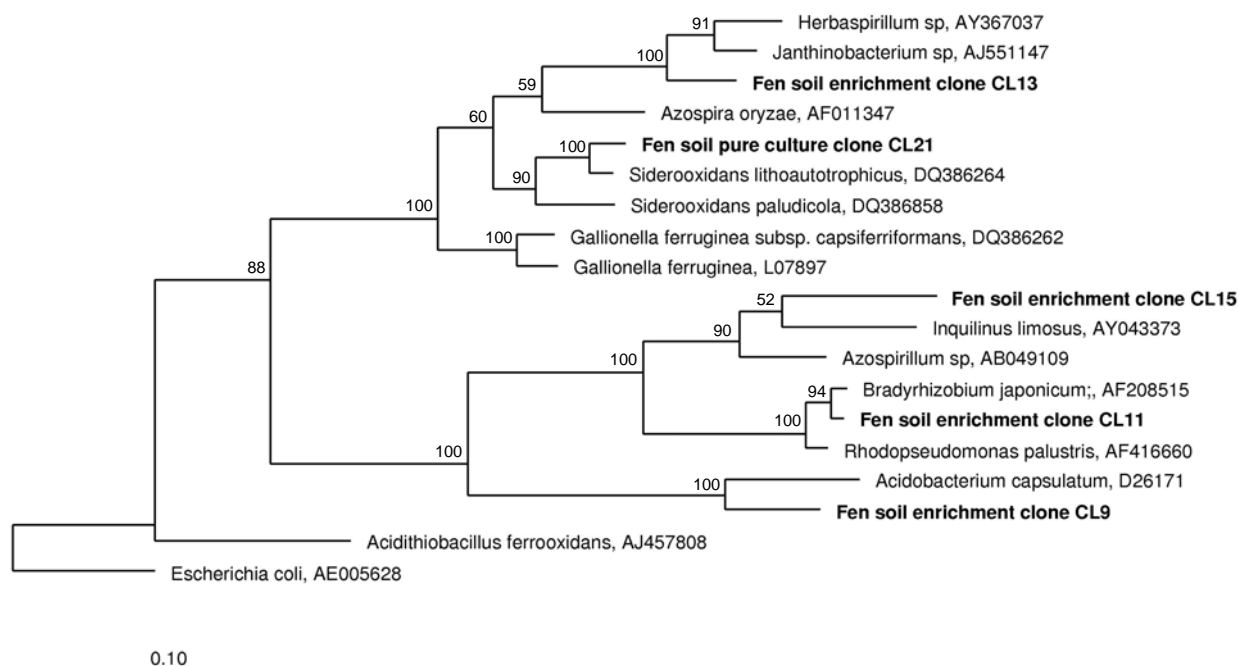 91
Herbaspirillum sp, AY367037
100
Janthinobacterium sp, AJ551147
59
Fen soil enrichment clone CL13
60
Azospira oryzae, AF011347
100
Fen soil pure culture clone CL21
90
Siderooxidans lithoautotrophicus, DQ386264
100
Siderooxidans paludicola, DQ386858
100
Gallionella ferruginea subsp. capsiferriformans, DQ386262
88
Gallionella ferruginea, L07897
52
Fen soil enrichment clone CL15
90
Inquilinus limosus, AY043373
100
Azospirillum sp, AB049109
94
Bradyrhizobium japonicum;, AF208515
100
Fen soil enrichment clone CL11
100
Rhodopseudomonas palustris, AF416660
100
Acidobacterium capsulatum, D26171
Fen soil enrichment clone CL9
Acidithiobacillus ferrooxidans, AJ457808
Escherichia coli, AE005628
0.10